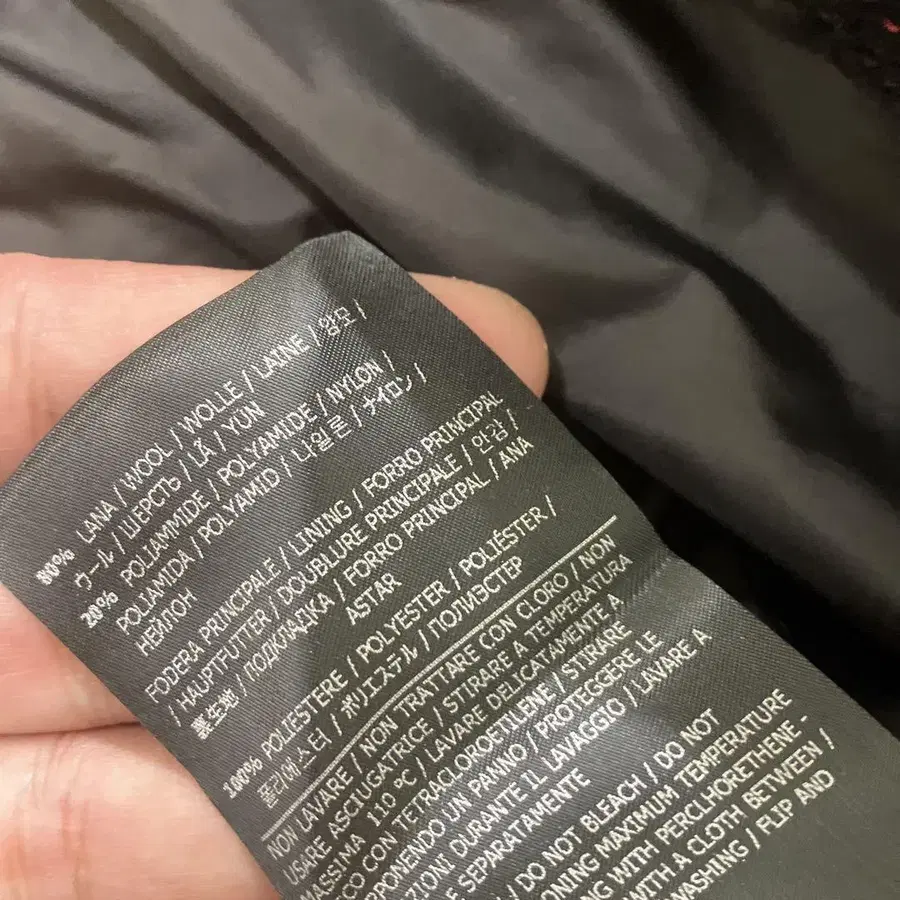 80% LANA / WOOL / WOLLE / LAINE / 양모 /
ウール / ШЕРСТЬ / LÃ / YÜN
20% POLIAMMIDE / POLYAMIDE / NYLON /
POLIAMIDA / POLYAMID / 나일론 / ナイロン /
НЕЙЛОН
FODERA PRINCIPALE / LINING / FORRO PRINCIPAL
/ HAUPTFUTTER / DOUBLURE PRINCIPALE / 안감 /
裏生地 / ПОДКЛАДКА / FORRO PRINCIPAL / ANA
ASTAR
100% POLIESTERE / POLYESTER / POLIÉSTER /
폴리에스터 / ポリエステル / ПОЛИЭСТЕР
NON LAVARE / NON TRATTARE CON CLORO / NON
USARE ASCIUGATRICE / STIRARE A TEMPERATURA
MASSIMA 110 ºC / LAVARE DELICATAMENTE A
CO CON TETRACLOROETILENE / STIRARE
PONENDO UN PANNO / PROTEGGERE LE
ZIONI DURANTE IL LAVAGGIO / LAVARE A
E SEPARATAMENTE
/ DO NOT BLEACH / DO NOT
ONING MAXIMUM TEMPERATURE
NG WITH PERCLHORETHENE -
WITH A CLOTH BETWEEN /
WASHING / FLIP AND